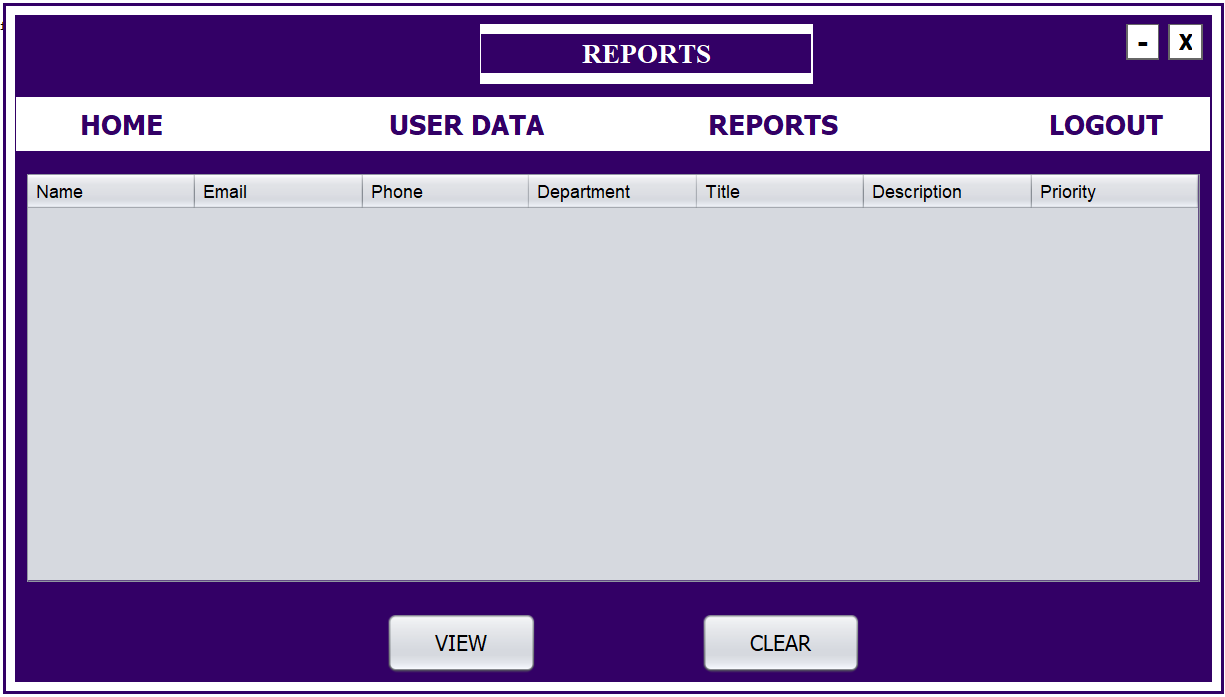 REPORTS
- X
HOME USER DATA REPORTS LOGOUT
Name Email Phone Department Title Description Priority
VIEW CLEAR